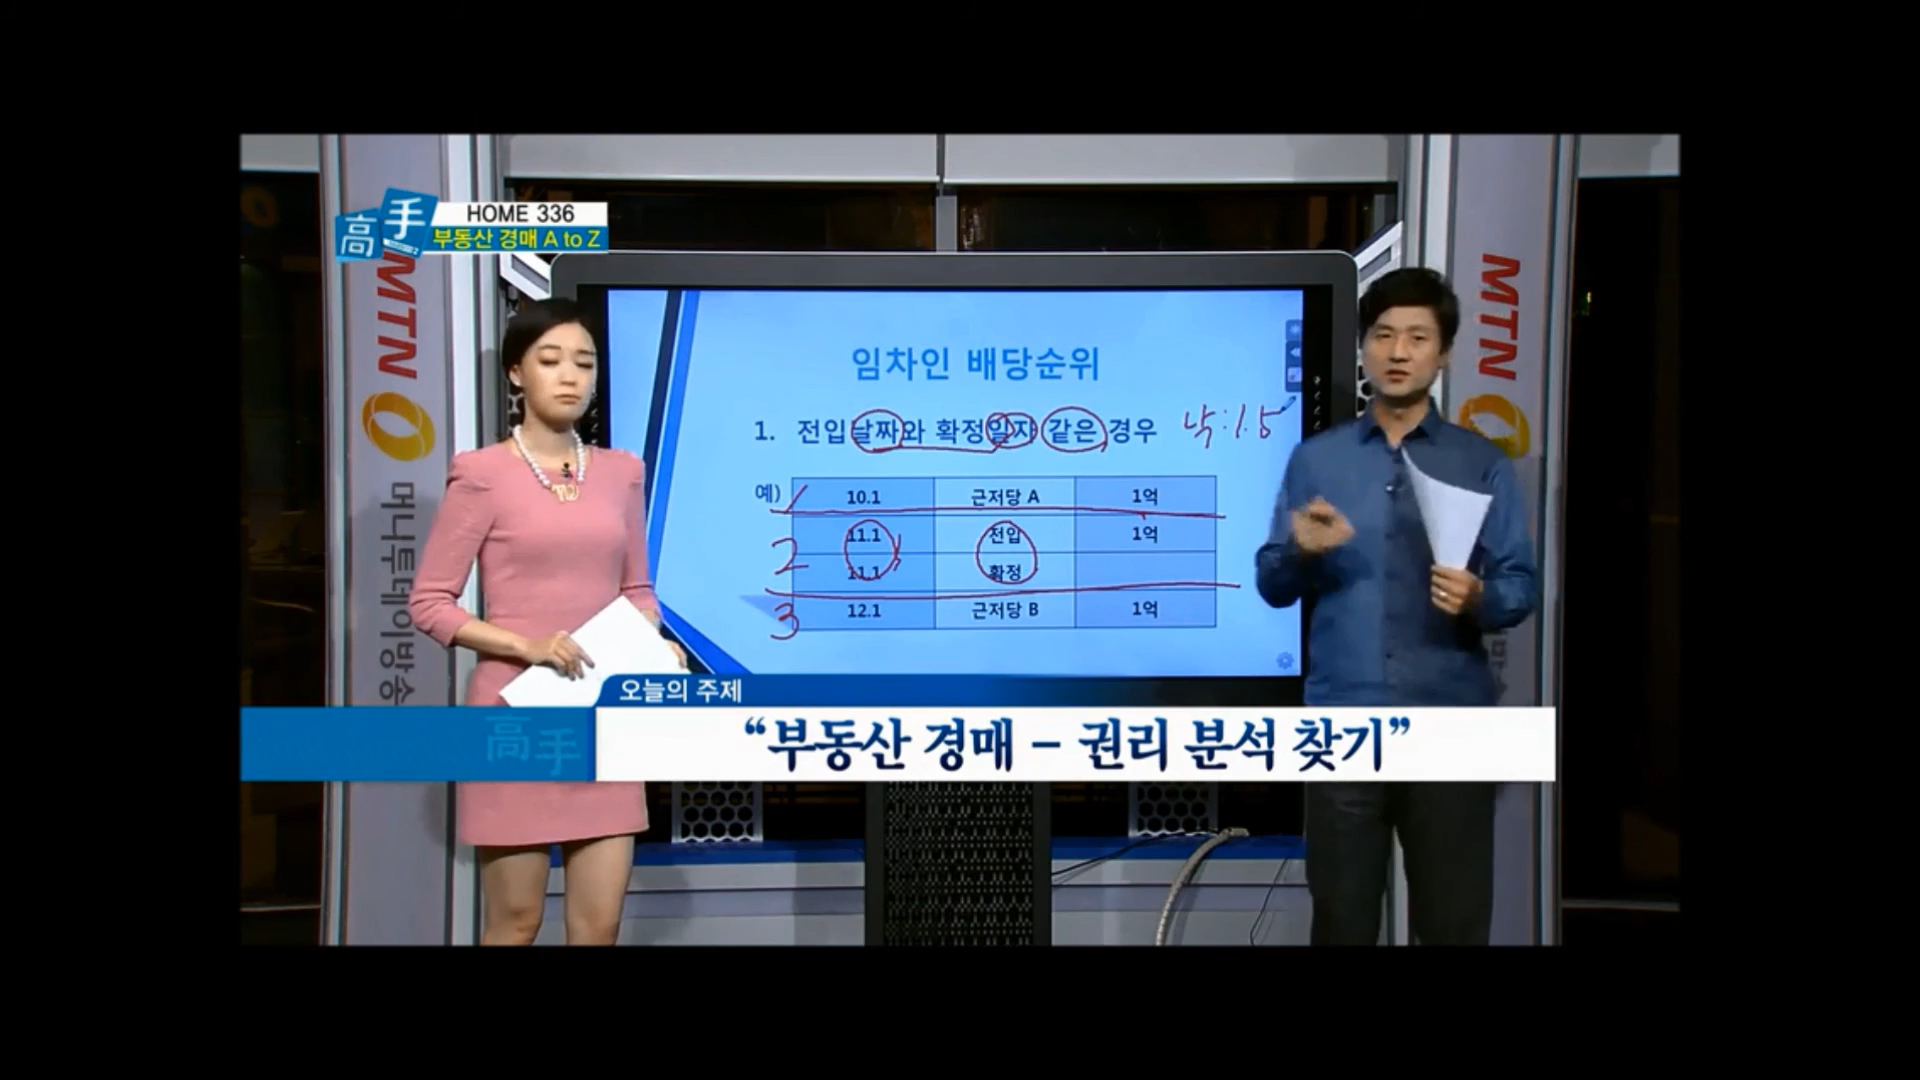 高手
HOME 336
부동산 경매 A to Z
MTN
머니투데이방송
MTN
임차인 배당순위
1. 전입날짜와 확정일자 같은 경우
낙:1.5
예)
1 10.1 근저당 A 1억
2 11.1 전입 1억
11.1 확정
3 12.1 근저당 B 1억
오늘의 주제
高手
“부동산 경매 – 권리 분석 찾기”